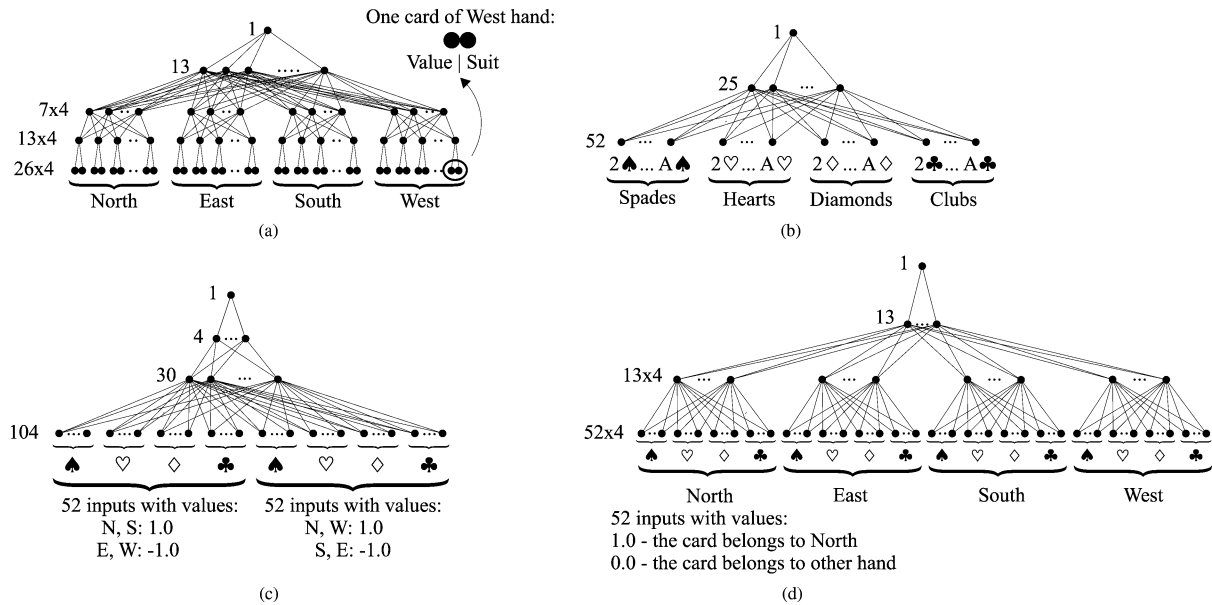 One card of West hand:
Value | Suit
1
13
....
7x4
13x4
26x4
North East South West
(a)
1
25
...
52
2♠... A♠ 2♡... A♡ 2♢... A♢ 2♣... A♣
Spades Hearts Diamonds Clubs
(b)
1
4
...
30
...
104
♠ ♡ ♢ ♣ ♠ ♡ ♢ ♣
52 inputs with values: 52 inputs with values:
N, S: 1.0 N, W: 1.0
E, W: -1.0 S, E: -1.0
(c)
1
13
...
13x4
... ... ... ...
52x4
♠ ♡ ♢ ♣ ♠ ♡ ♢ ♣ ♠ ♡ ♢ ♣ ♠ ♡ ♢ ♣
North East South West
52 inputs with values:
1.0 - the card belongs to North
0.0 - the card belongs to other hand
(d)